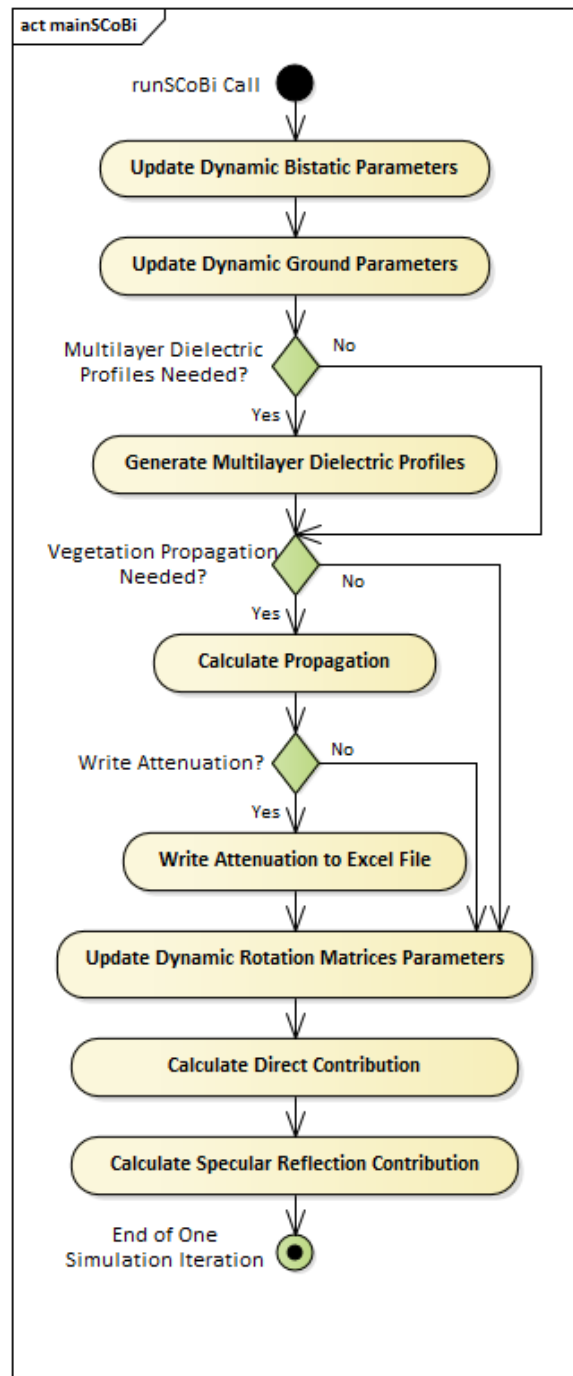 act mainSCoBi
runSCoBi Call
Update Dynamic Bistatic Parameters
Update Dynamic Ground Parameters
Multilayer Dielectric
Profiles Needed?
No
Yes
Generate Multilayer Dielectric Profiles
Vegetation Propagation
Needed?
No
Yes
Calculate Propagation
Write Attenuation?
No
Yes
Write Attenuation to Excel File
Update Dynamic Rotation Matrices Parameters
Calculate Direct Contribution
Calculate Specular Reflection Contribution
End of One
Simulation Iteration